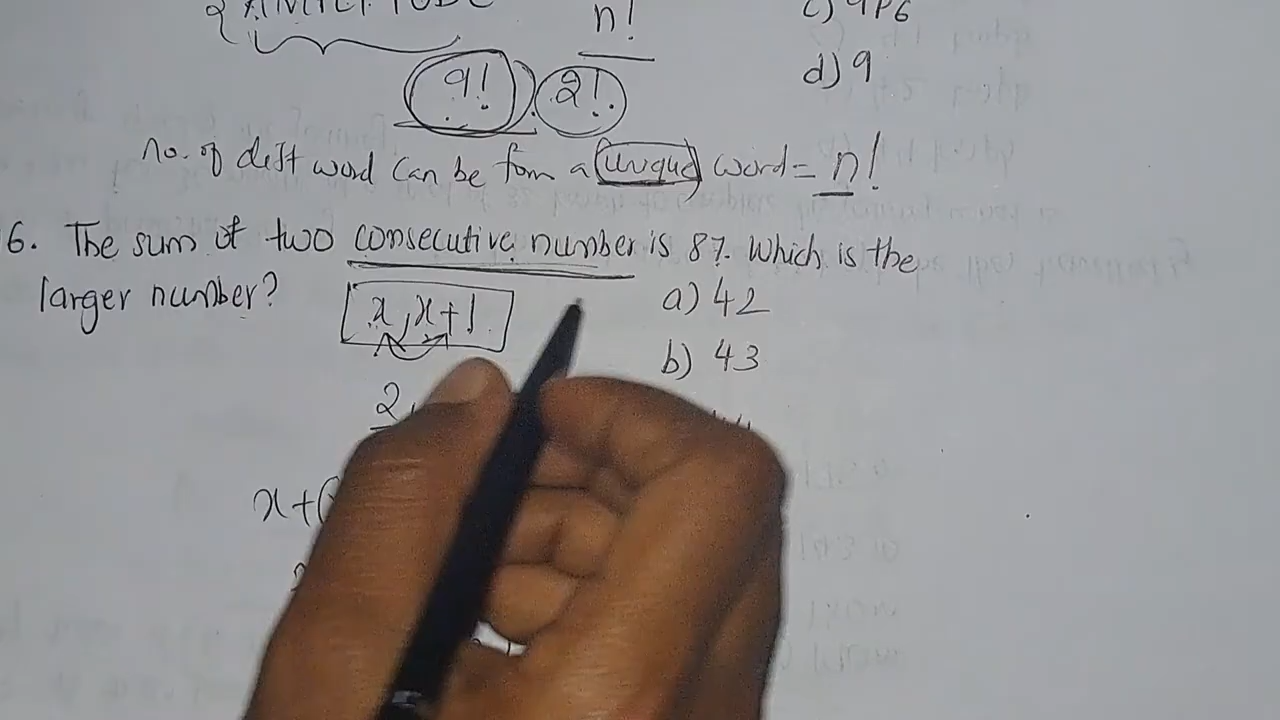 n!
c) 9P6
9!). 2!.
d) 9
no. of diff word can be form a unique word = n!
6. The sum of two consecutive number is 87. Which is the
larger number?
x, x+1
a) 42
b) 43
2,
x+(